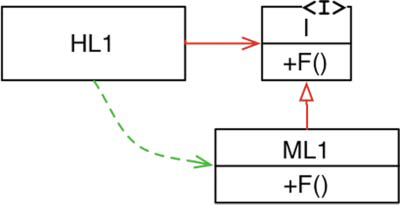 <I>
HL1
I
+F()
ML1
+F()